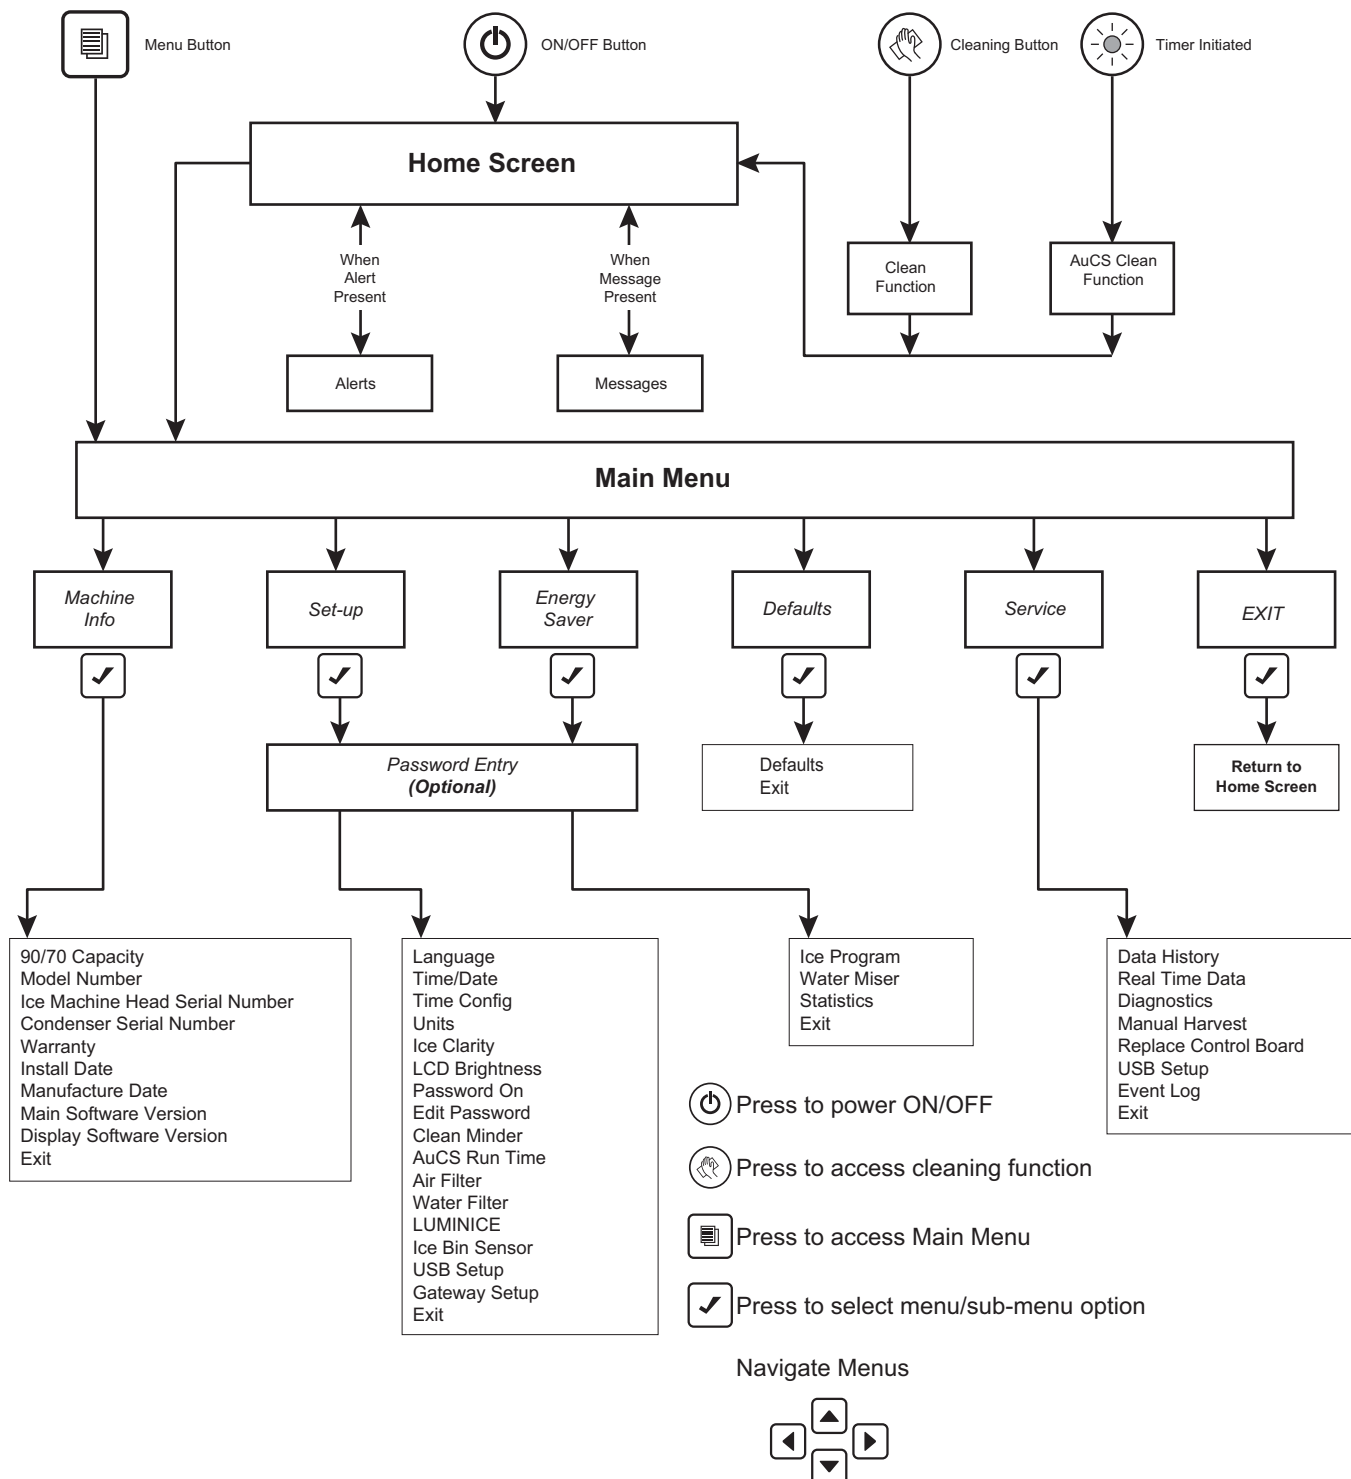 Menu Button
ON/OFF Button
Cleaning Button
Timer Initiated
Home Screen
When
Alert
Present
When
Message
Present
Clean
Function
AuCS Clean
Function
Alerts
Messages
Main Menu
Machine
Info
Set-up
Energy
Saver
Defaults
Service
EXIT
Password Entry
(Optional)
Defaults
Exit
Return to
Home Screen
90/70 Capacity
Model Number
Ice Machine Head Serial Number
Condenser Serial Number
Warranty
Install Date
Manufacture Date
Main Software Version
Display Software Version
Exit
Language
Time/Date
Time Config
Units
Ice Clarity
LCD Brightness
Password On
Edit Password
Clean Minder
AuCS Run Time
Air Filter
Water Filter
LUMINICE
Ice Bin Sensor
USB Setup
Gateway Setup
Exit
Ice Program
Water Miser
Statistics
Exit
Data History
Real Time Data
Diagnostics
Manual Harvest
Replace Control Board
USB Setup
Event Log
Exit
Press to power ON/OFF
Press to access cleaning function
Press to access Main Menu
Press to select menu/sub-menu option
Navigate Menus